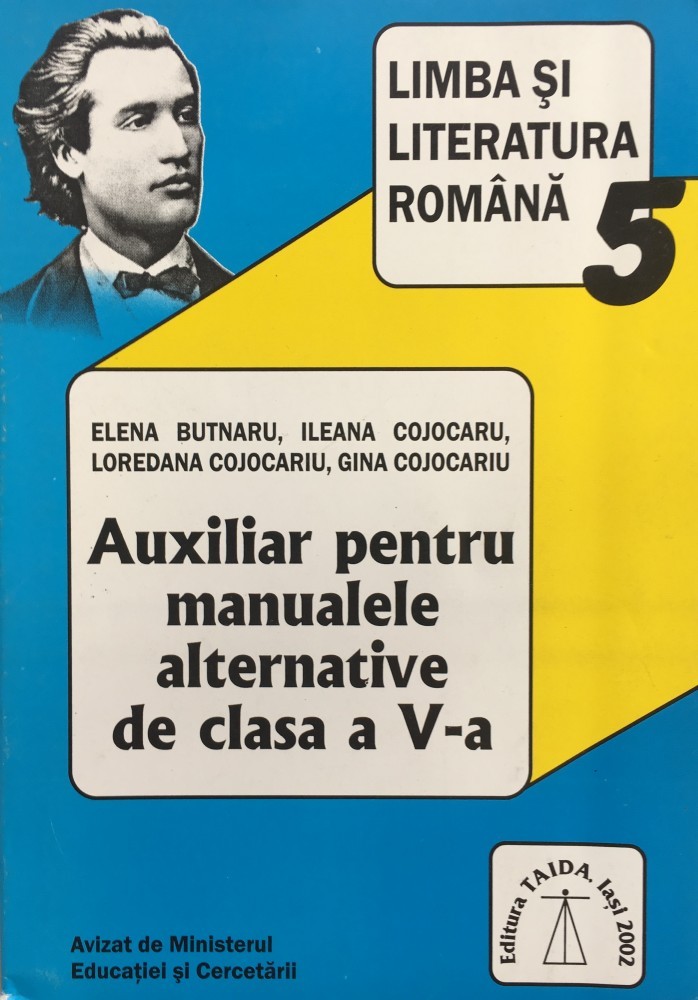 LIMBA ŞI
LITERATURA
ROMÂNĂ 5
ELENA BUTNARU, ILEANA COJOCARU,
LOREDANA COJOCARIU, GINA COJOCARIU
Auxiliar pentru
manualele
alternative
de clasa a V-a
Editura TAIDA, Iaşi 2002
Avizat de Ministerul
Educaţiei şi Cercetării